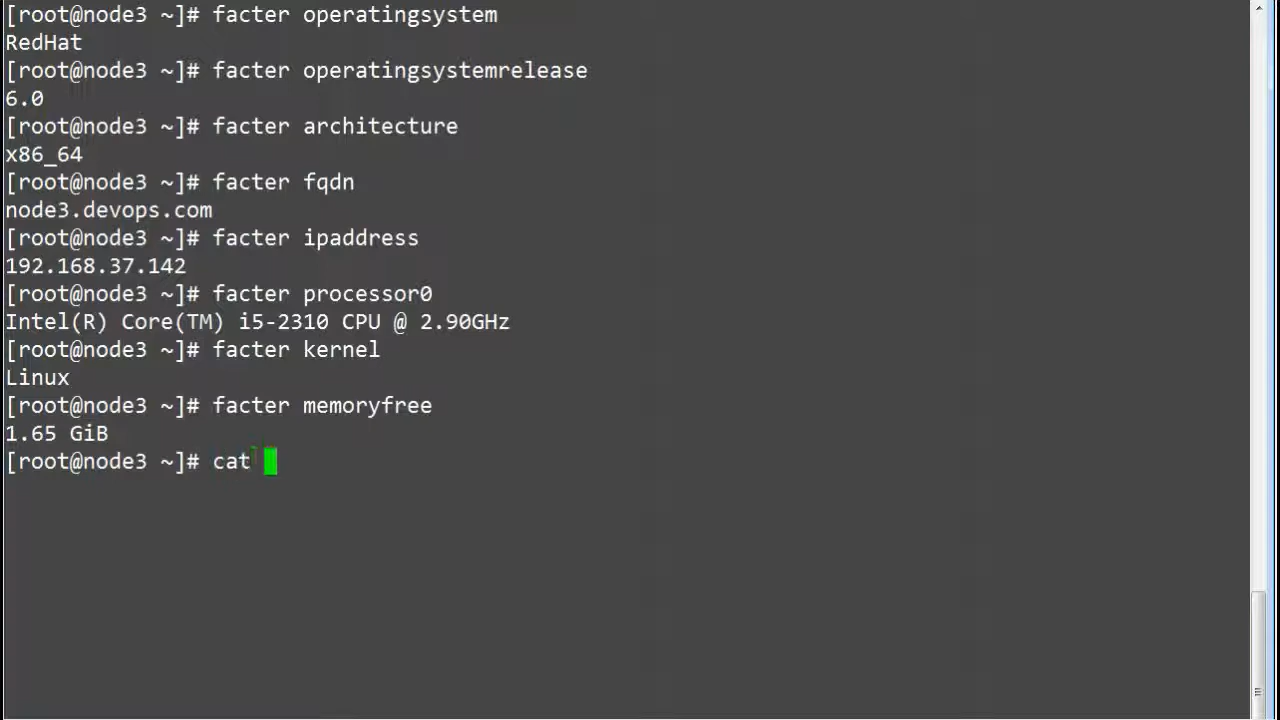 [root@node3 ~]# facter operatingsystem
RedHat
[root@node3 ~]# facter operatingsystemrelease
6.0
[root@node3 ~]# facter architecture
x86_64
[root@node3 ~]# facter fqdn
node3.devops.com
[root@node3 ~]# facter ipaddress
192.168.37.142
[root@node3 ~]# facter processor0
Intel(R) Core(TM) i5-2310 CPU @ 2.90GHz
[root@node3 ~]# facter kernel
Linux
[root@node3 ~]# facter memoryfree
1.65 GiB
[root@node3 ~]# cat